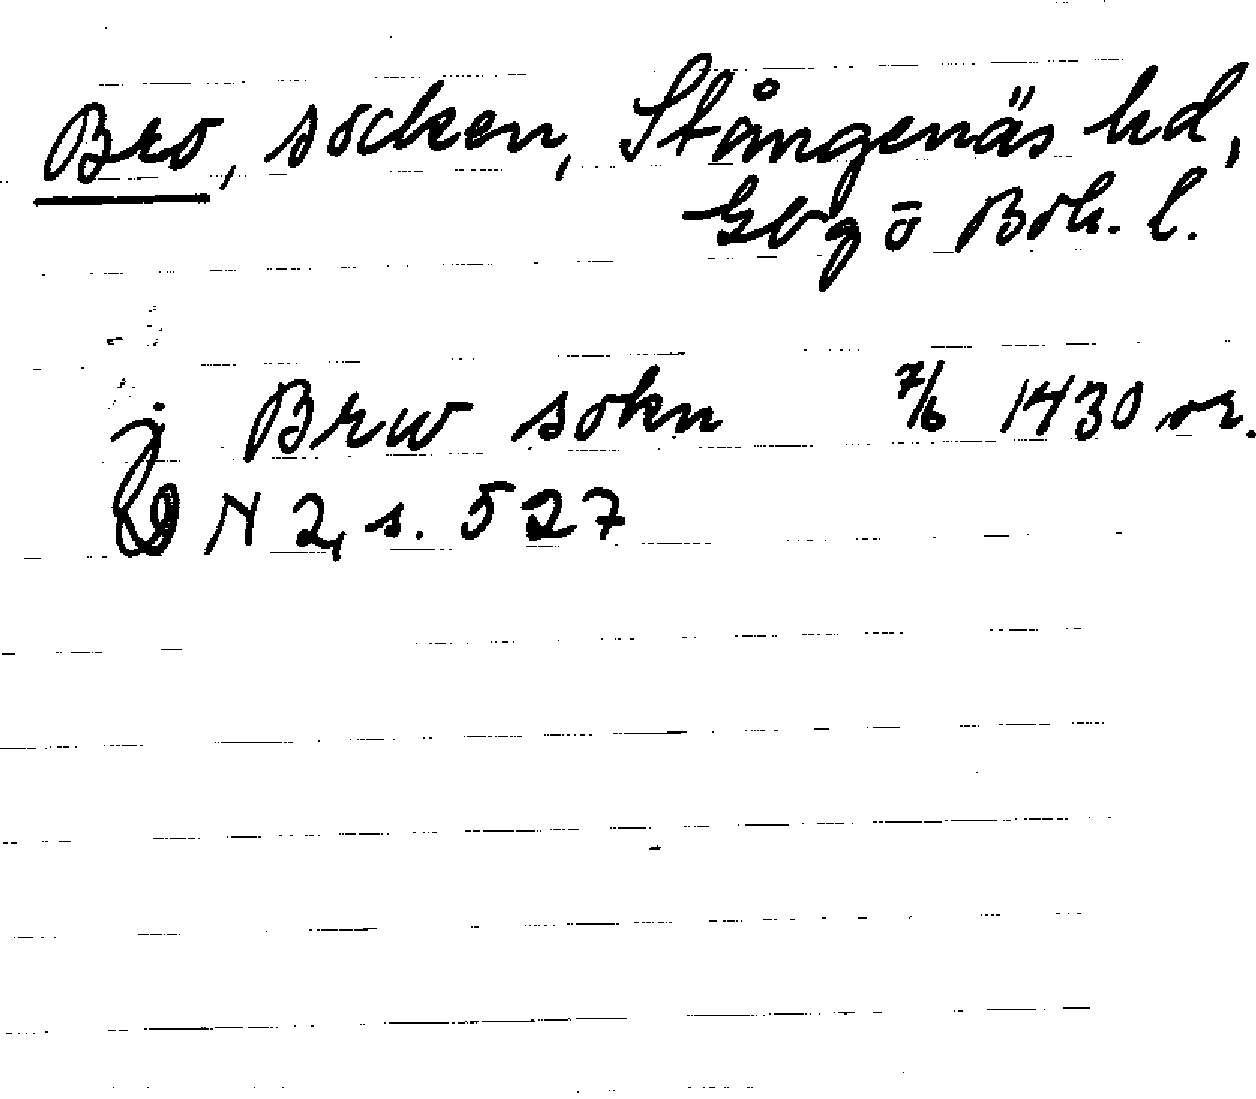 Bro, socken, Stångenäs hd,
Gbg o Boh. l.
j Brw sokn 7/6 1430 or.
DN 2, s. 527